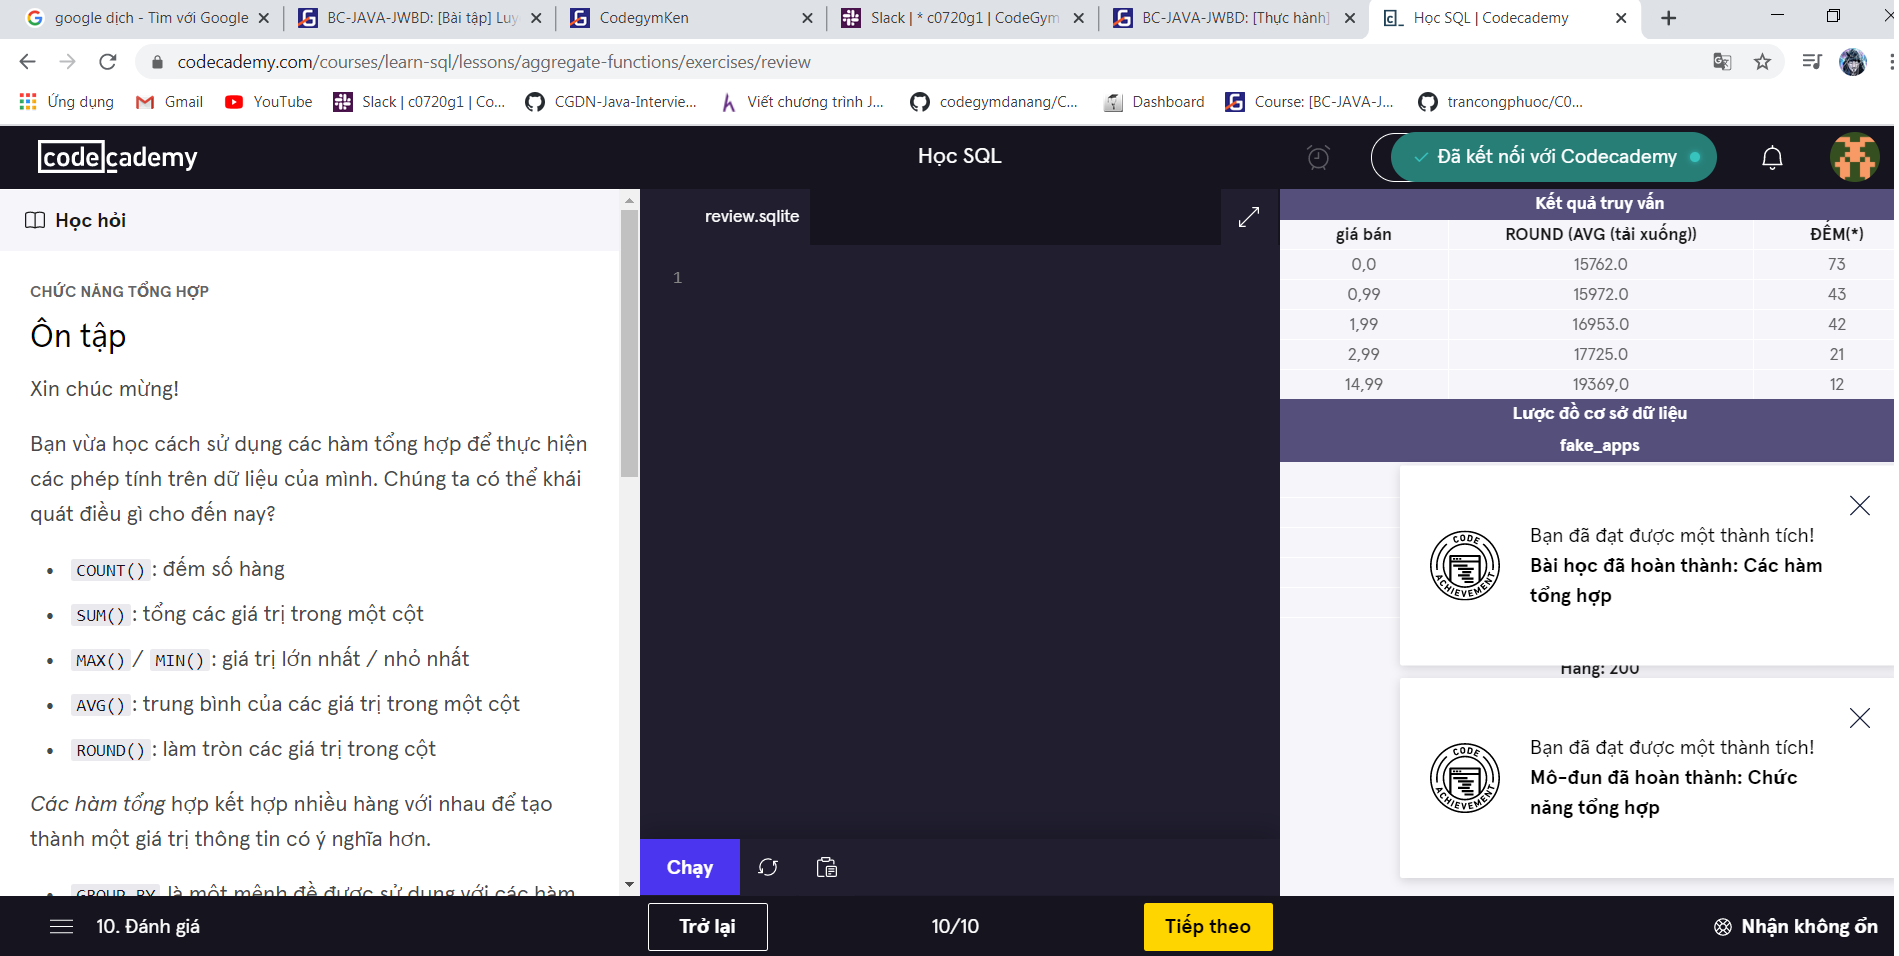 google dịch - Tìm với Google
BC-JAVA-JWBD: [Bài tập] Luy
CodegymKen
Slack | * c0720g1 | CodeGym
BC-JAVA-JWBD: [Thực hành]
Học SQL | Codecademy
codecademy.com/courses/learn-sql/lessons/aggregate-functions/exercises/review
Ứng dụng
Gmail
YouTube
Slack | c0720g1 | Co...
CGDN-Java-Intervie...
Viết chương trình J...
codegymdanang/C...
Dashboard
Course: [BC-JAVA-J...
trancongphuoc/C0...
codecademy
Học SQL
Đã kết nối với Codecademy
Học hỏi
CHỨC NĂNG TỔNG HỢP
Ôn tập
Xin chúc mừng!
Bạn vừa học cách sử dụng các hàm tổng hợp để thực hiện
các phép tính trên dữ liệu của mình. Chúng ta có thể khái
quát điều gì cho đến nay?
• COUNT() : đếm số hàng
• SUM() : tổng các giá trị trong một cột
• MAX() / MIN() : giá trị lớn nhất / nhỏ nhất
• AVG() : trung bình của các giá trị trong một cột
• ROUND() : làm tròn các giá trị trong cột
Các hàm tổng hợp kết hợp nhiều hàng với nhau để tạo
thành một giá trị thông tin có ý nghĩa hơn.
• GROUP BY là một mệnh đề được sử dụng với các hàm
review.sqlite
1
Chạy
Kết quả truy vấn
giá bán ROUND (AVG (tải xuống)) ĐẾM(*)
0,0 15762.0 73
0,99 15972.0 43
1,99 16953.0 42
2,99 17725.0 21
14,99 19369,0 12
Lược đồ cơ sở dữ liệu
fake_apps
CODE ACHIEVEMENT
Bạn đã đạt được một thành tích!
Bài học đã hoàn thành: Các hàm
tổng hợp
Hàng: 200
CODE ACHIEVEMENT
Bạn đã đạt được một thành tích!
Mô-đun đã hoàn thành: Chức
năng tổng hợp
10. Đánh giá
Trở lại
10/10
Tiếp theo
Nhận không ổn